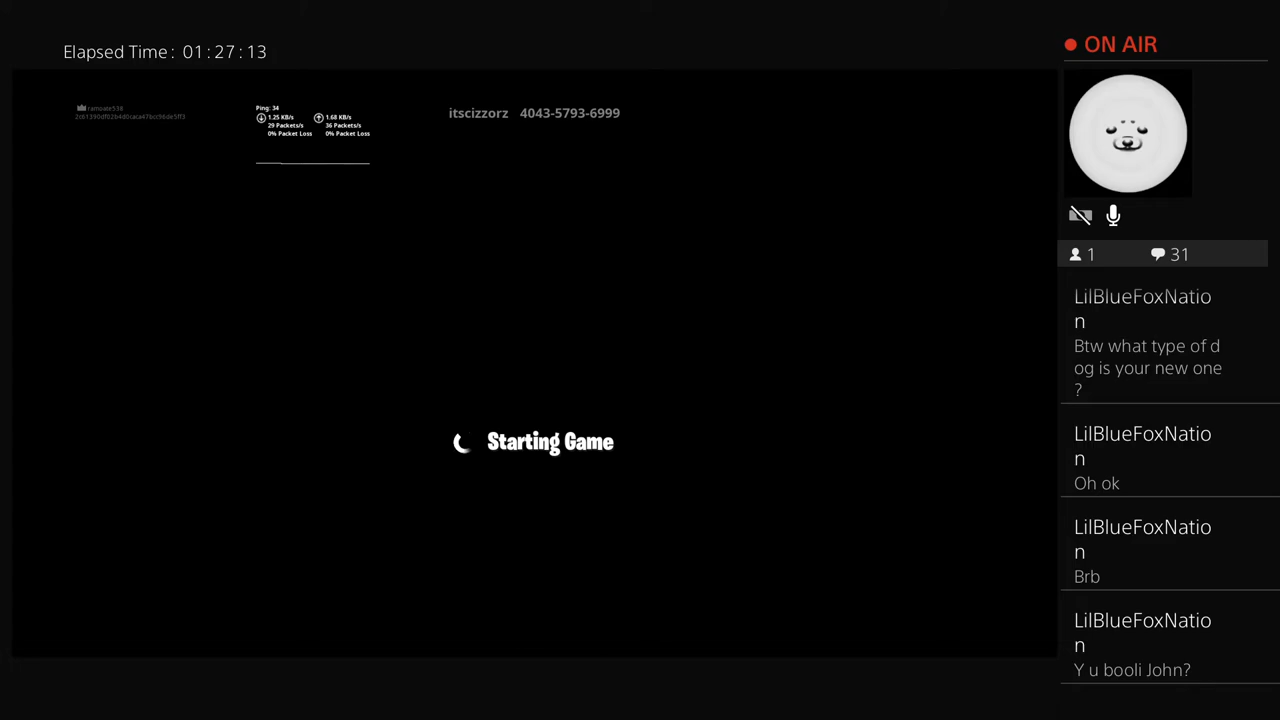 Elapsed Time: 01:27:13
ON AIR
ramoate538
Ping: 34
1.25 KB/s
29 Packets/s
0% Packet Loss
1.68 KB/s
36 Packets/s
0% Packet Loss
itscizzorz 4043-5793-6999
Starting Game
1
31
LilBlueFoxNatio
n
Btw what type of d
og is your new one
?
LilBlueFoxNatio
n
Oh ok
LilBlueFoxNatio
n
Brb
LilBlueFoxNatio
n
Y u booli John?